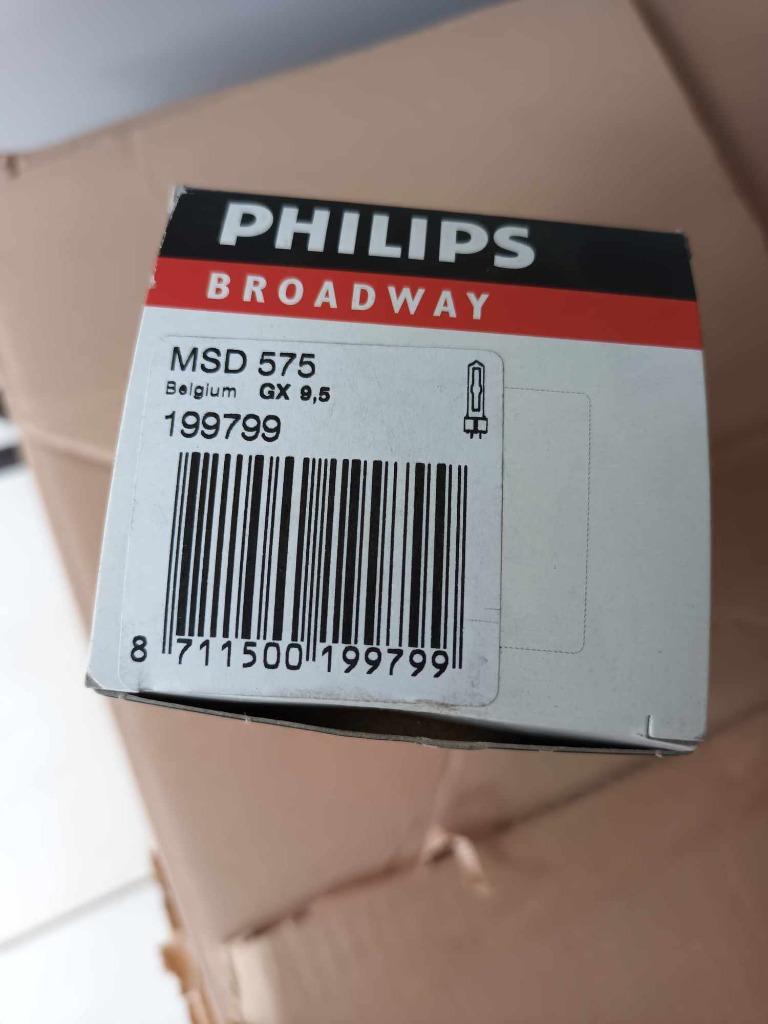 PHILIPS
BROADWAY
MSD 575
Belgium GX 9,5
199799
8 711500 199799